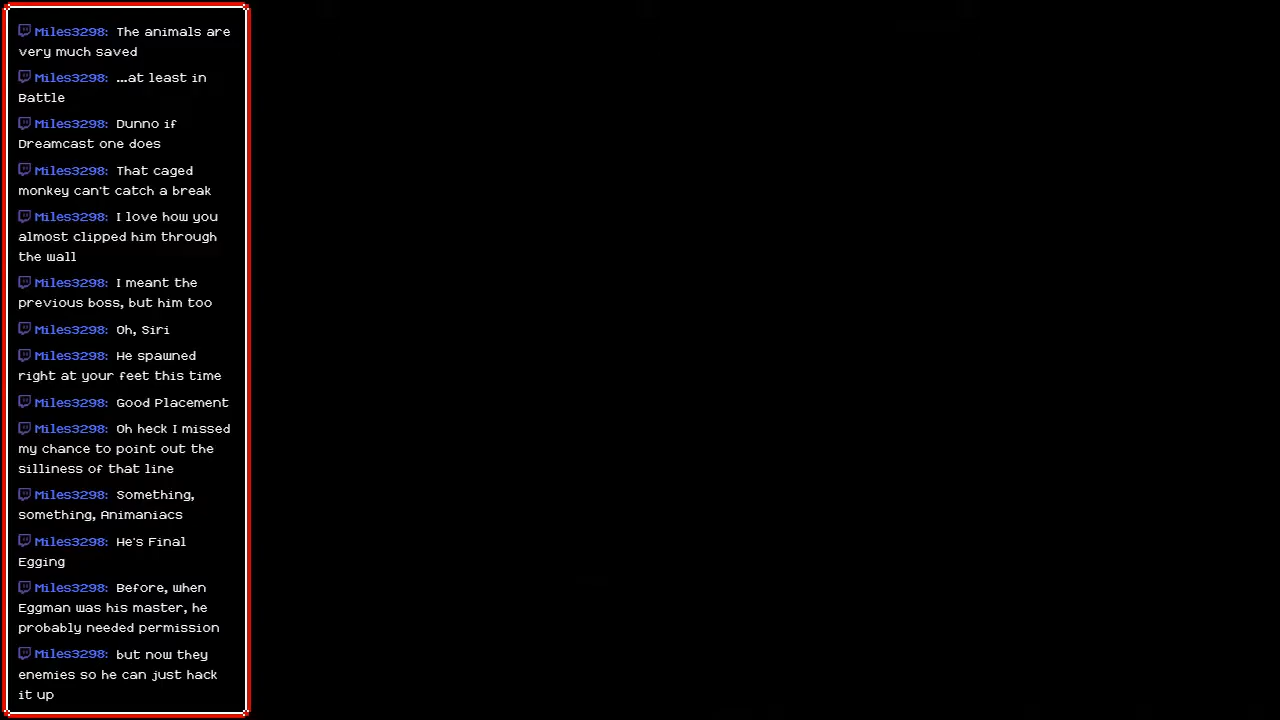 Miles3298: The animals are
very much saved
Miles3298: ...at least in
Battle
Miles3298: Dunno if
Dreamcast one does
Miles3298: That caged
monkey can't catch a break
Miles3298: I love how you
almost clipped him through
the wall
Miles3298: I meant the
previous boss, but him too
Miles3298: Oh, Siri
Miles3298: He spawned
right at your feet this time
Miles3298: Good Placement
Miles3298: Oh heck I missed
my chance to point out the
silliness of that line
Miles3298: Something,
something, Animaniacs
Miles3298: He's Final
Egging
Miles3298: Before, when
Eggman was his master, he
probably needed permission
Miles3298: but now they
enemies so he can just hack
it up